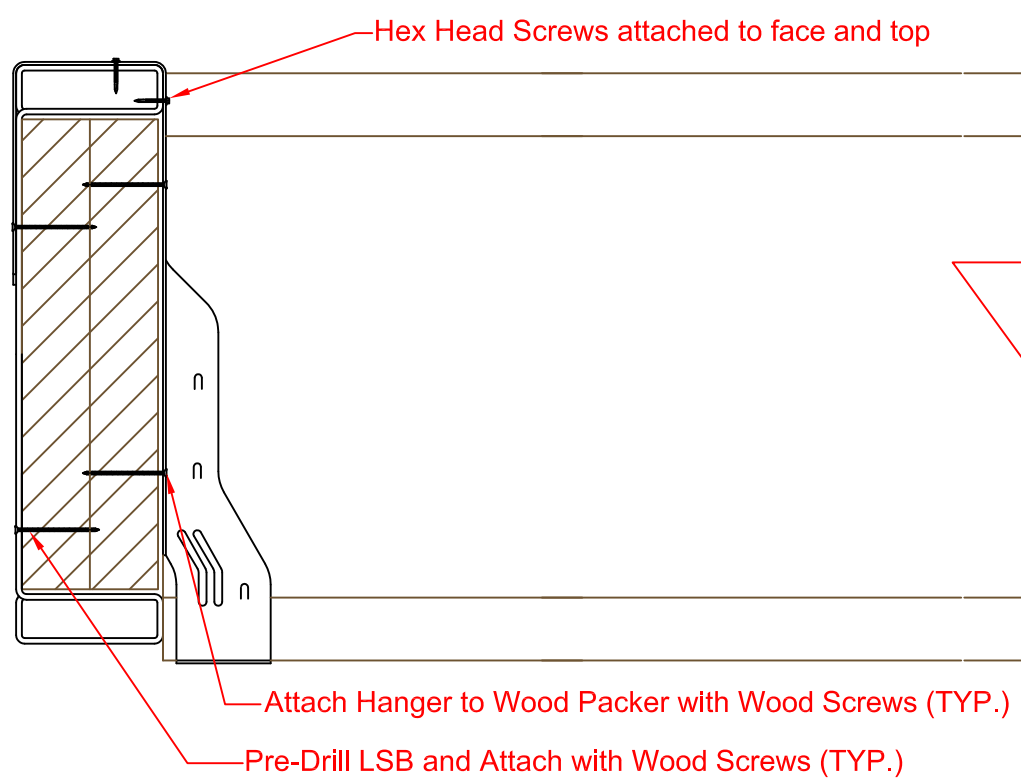 Hex Head Screws attached to face and top
Attach Hanger to Wood Packer with Wood Screws (TYP.)
Pre-Drill LSB and Attach with Wood Screws (TYP.)